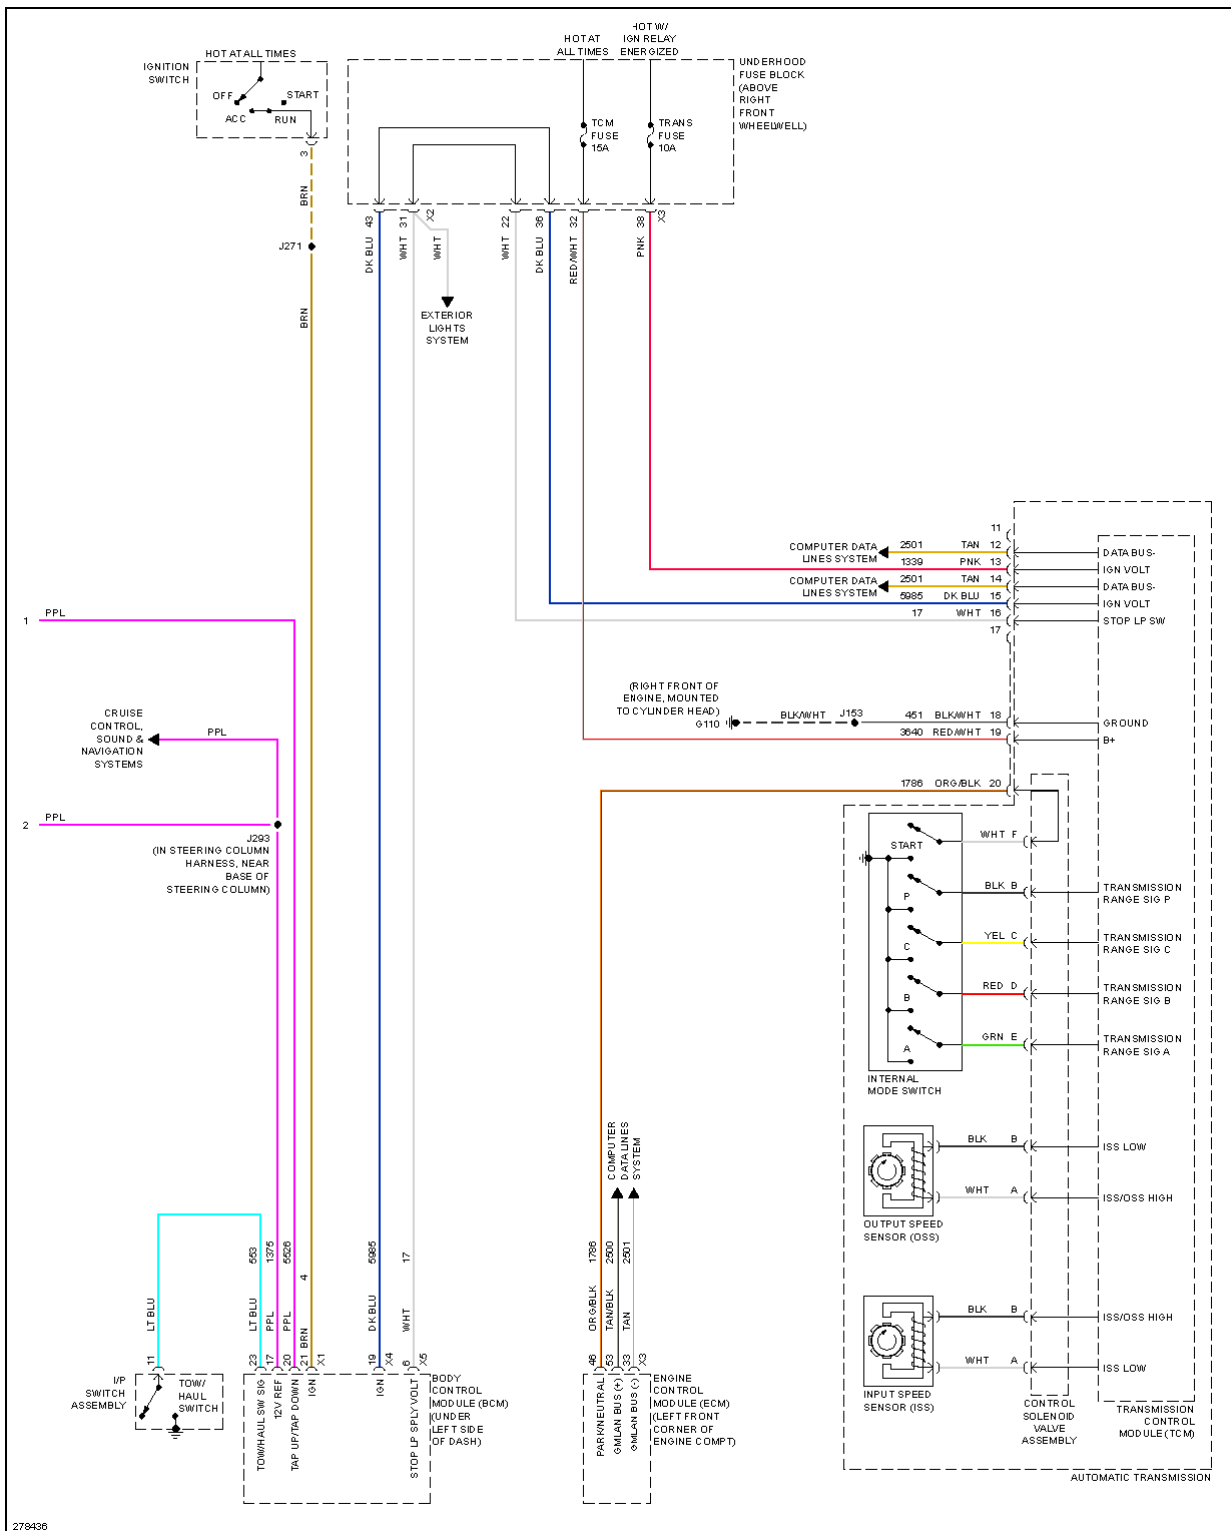 HOT AT ALL TIMES
IGNITION
SWITCH
OFF
START
ACC
RUN
3
BRN
J271
BRN
HOT AT
ALL TIMES
HOT W/
IGN RELAY
ENERGIZED
UNDERHOOD
FUSE BLOCK
(ABOVE
RIGHT
FRONT
WHEELWELL)
TCM
FUSE
15A
TRANS
FUSE
10A
43
31
X2
22
36
32
38
X3
DK BLU
WHT
WHT
WHT
DK BLU
RED/WHT
PNK
EXTERIOR
LIGHTS
SYSTEM
11
COMPUTER DATA
LINES SYSTEM
2501 TAN 12
DATA BUS-
1339 PNK 13
IGN VOLT
COMPUTER DATA
LINES SYSTEM
2501 TAN 14
DATA BUS-
5985 DK BLU 15
IGN VOLT
17 WHT 16
STOP LP SW
17
1 PPL
(RIGHT FRONT OF
ENGINE, MOUNTED
TO CYLINDER HEAD)
G110
BLK/WHT
J153
451 BLK/WHT 18
GROUND
3640 RED/WHT 19
B+
CRUISE
CONTROL,
SOUND &
NAVIGATION
SYSTEMS
PPL
1786 ORG/BLK 20
2 PPL
J293
(IN STEERING COLUMN
HARNESS, NEAR
BASE OF
STEERING COLUMN)
START
WHT F
P
BLK B
TRANSMISSION
RANGE SIG P
C
YEL C
TRANSMISSION
RANGE SIG C
B
RED D
TRANSMISSION
RANGE SIG B
A
GRN E
TRANSMISSION
RANGE SIG A
INTERNAL
MODE SWITCH
BLK B
ISS LOW
WHT A
ISS/OSS HIGH
OUTPUT SPEED
SENSOR (OSS)
BLK B
ISS/OSS HIGH
WHT A
ISS LOW
INPUT SPEED
SENSOR (ISS)
CONTROL
SOLENOID
VALVE
ASSEMBLY
TRANSMISSION
CONTROL
MODULE (TCM)
AUTOMATIC TRANSMISSION
COMPUTER
DATA LINES
SYSTEM
553
1375
5526
4
5985
17
1786
2500
2501
LT BLU
LT BLU
PPL
PPL
BRN
DK BLU
WHT
ORG/BLK
TAN/BLK
TAN
11
23
17
20
21
X1
19
X4
6
X5
46
53
33
X3
I/P
SWITCH
ASSEMBLY
TOW/
HAUL
SWITCH
TOW/HAUL SW SIG
12V REF
TAP UP/TAP DOWN
IGN
IGN
STOP LP SPLY VOLT
BODY
CONTROL
MODULE (BCM)
(UNDER
LEFT SIDE
OF DASH)
PARK/NEUTRAL
GMLAN BUS (+)
GMLAN BUS (-)
ENGINE
CONTROL
MODULE (ECM)
(LEFT FRONT
CORNER OF
ENGINE COMPT)
278436